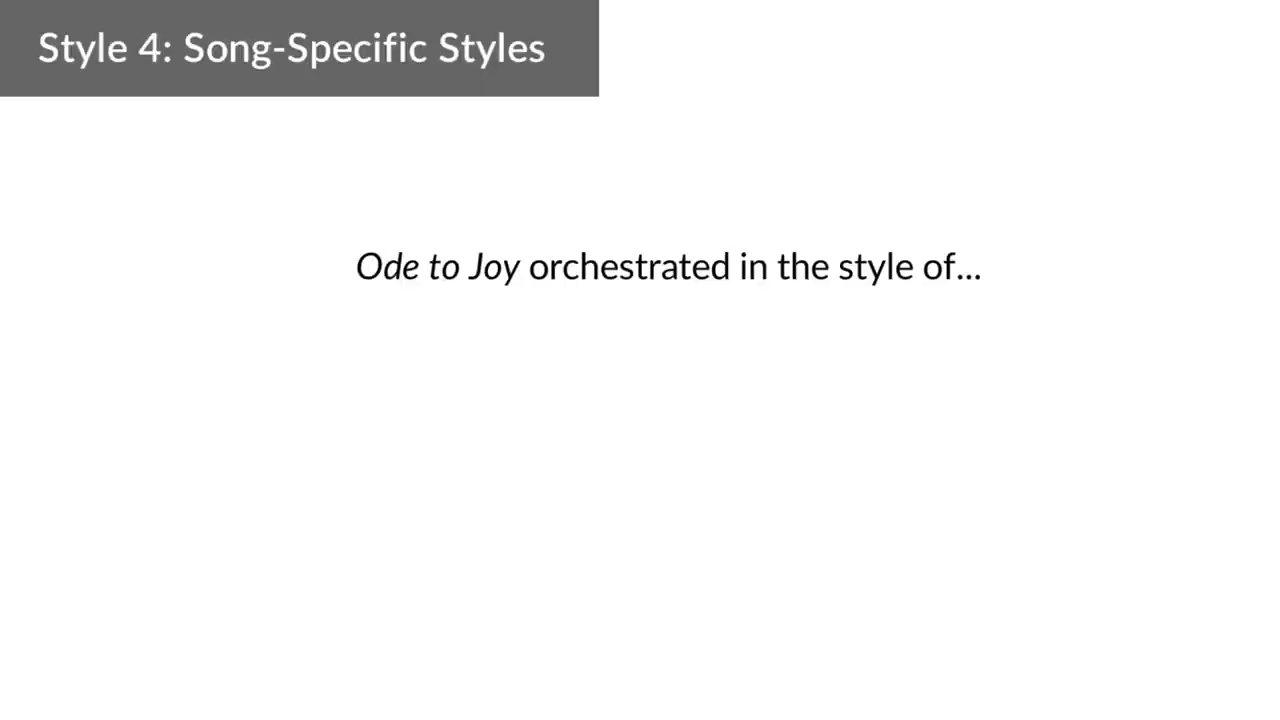 Style 4: Song-Specific Styles
Ode to Joy orchestrated in the style of...